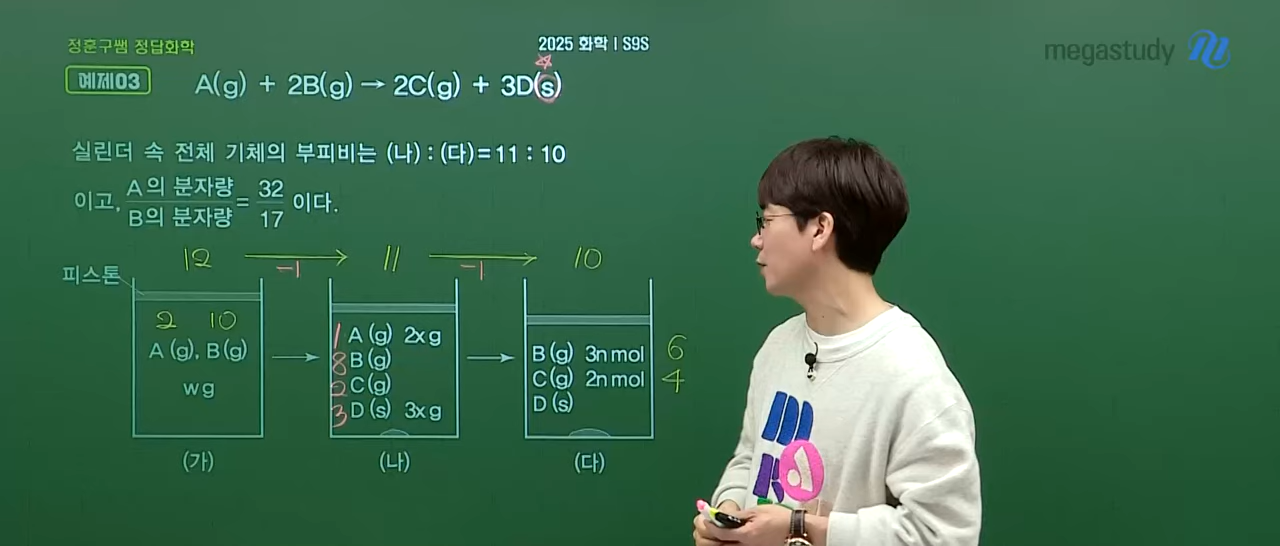 정훈구쌤 정답화학
2025 화학 I S9S
megastudy
예제03
A(g) + 2B(g) → 2C(g) + 3D(s)
실린더 속 전체 기체의 부피비는 (나) : (다)=11 : 10
이고, A의 분자량/B의 분자량 = 32/17 이다.
12 -1 11 -1 10
피스톤
2 10
A (g), B(g)
w g
(가)
1 A (g) 2x g
8 B(g)
2 C(g)
3 D (s) 3x g
(나)
B (g) 3n mol 6
C (g) 2n mol 4
D (s)
(다)